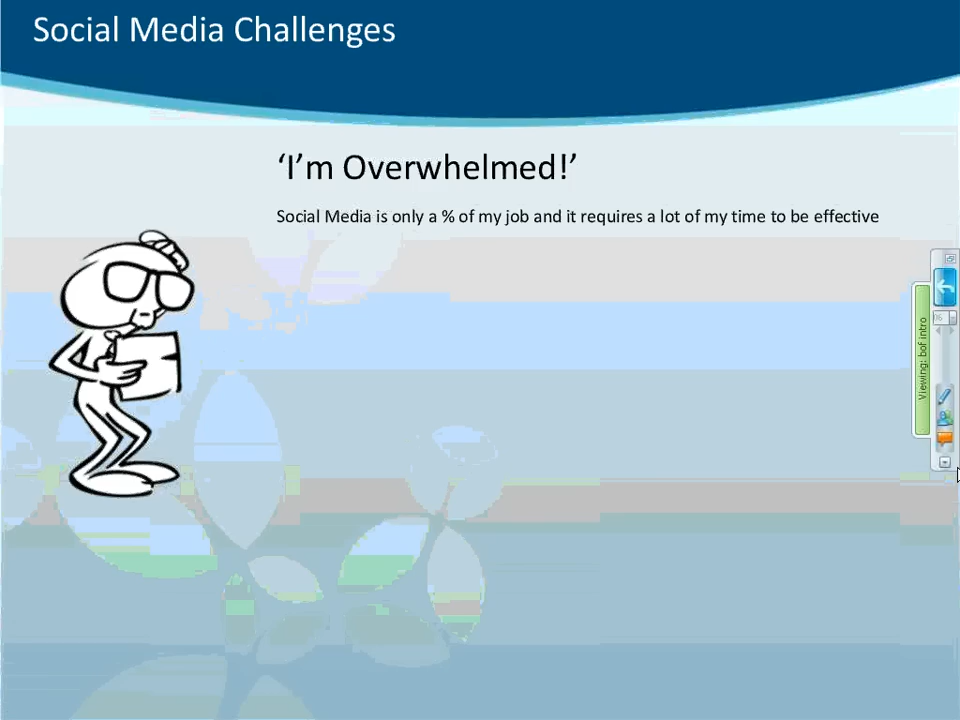 Social Media Challenges
‘I’m Overwhelmed!’
Social Media is only a % of my job and it requires a lot of my time to be effective
Viewing: bof intro